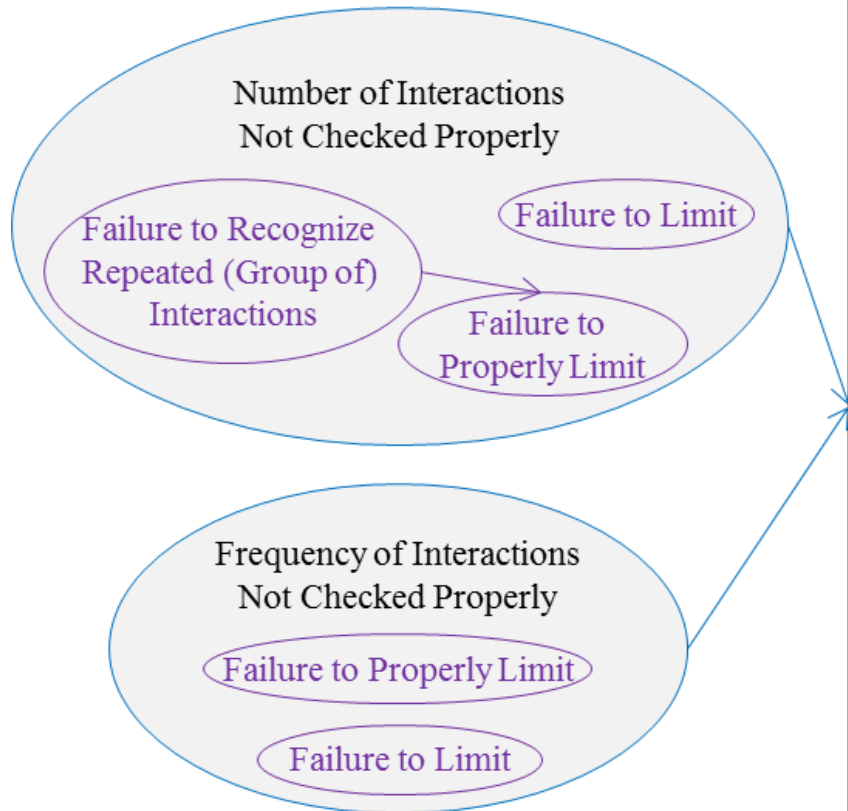 Number of Interactions
Not Checked Properly
Failure to Limit
Failure to Recognize
Repeated (Group of)
Interactions
Failure to
Properly Limit
Frequency of Interactions
Not Checked Properly
Failure to Properly Limit
Failure to Limit